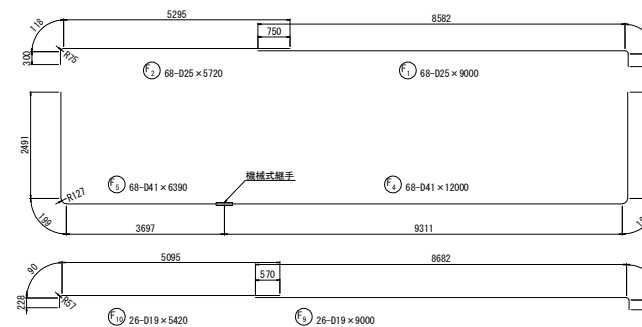 5295
8582
118
750
300
R75
F2 68-D25×5720
F1 68-D25×9000
2491
機械式継手
F5 68-D41×6390
F4 68-D41×12000
R127
199
3697
9311
5095
8682
90
570
228
R57
F10 26-D19×5420
F9 26-D19×9000